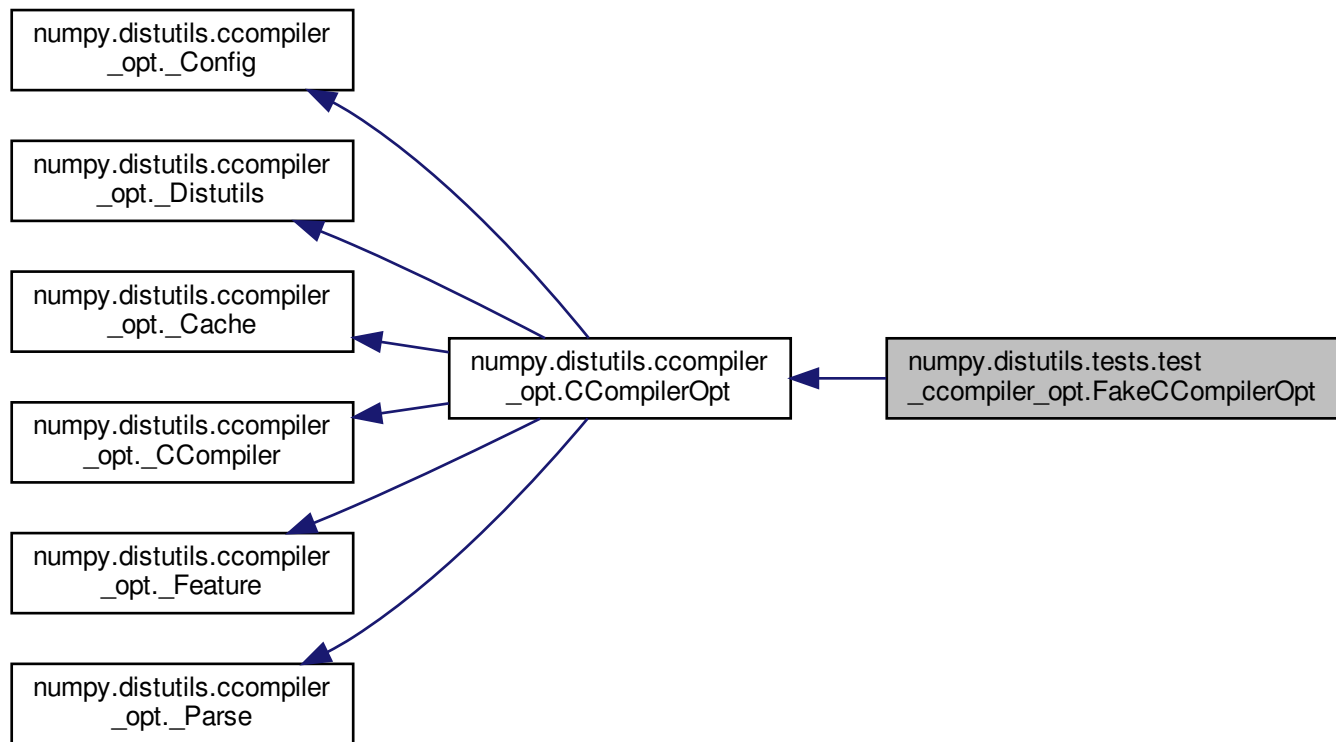 numpy.distutils.ccompiler
_opt._Config
numpy.distutils.ccompiler
_opt._Distutils
numpy.distutils.ccompiler
_opt._Cache
numpy.distutils.ccompiler
_opt._CCompiler
numpy.distutils.ccompiler
_opt._Feature
numpy.distutils.ccompiler
_opt._Parse
numpy.distutils.ccompiler
_opt.CCompilerOpt
numpy.distutils.tests.test
_ccompiler_opt.FakeCCompilerOpt